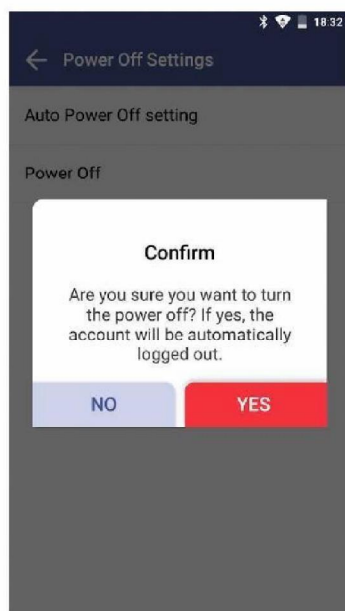 18:32
Power Off Settings
Auto Power Off setting
Power Off
Confirm
Are you sure you want to turn
the power off? If yes, the
account will be automatically
logged out.
NO
YES